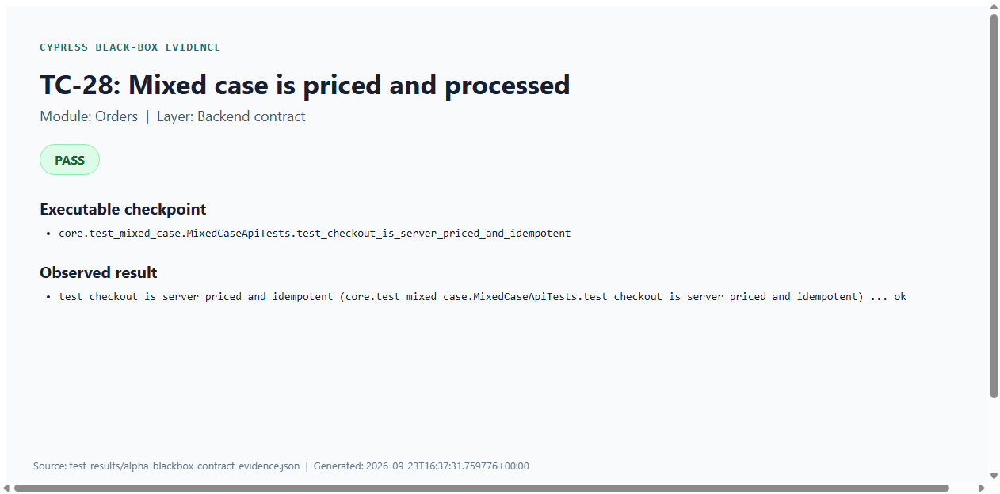 CYPRESS BLACK-BOX EVIDENCE
TC-28: Mixed case is priced and processed
Module: Orders | Layer: Backend contract
PASS
Executable checkpoint
• core.test_mixed_case.MixedCaseApiTests.test_checkout_is_server_priced_and_idempotent
Observed result
• test_checkout_is_server_priced_and_idempotent (core.test_mixed_case.MixedCaseApiTests.test_checkout_is_server_priced_and_idempotent) ... ok
Source: test-results/alpha-blackbox-contract-evidence.json | Generated: 2026-09-23T16:37:31.759776+00:00